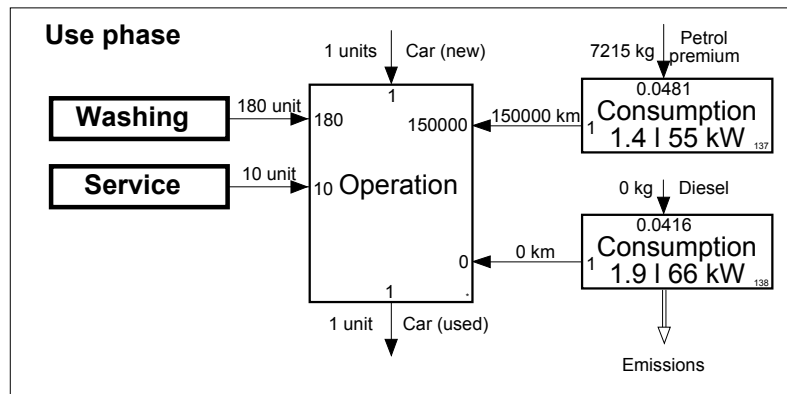 Use phase
1 units
Car (new)
7215 kg
Petrol
premium
Washing
180 unit
180
1
150000
150000 km
0.0481
Consumption
1
1.4 l 55 kW
137
Service
10 unit
10
Operation
0 kg
Diesel
0
0 km
0.0416
Consumption
1
1.9 l 66 kW
138
1
.
1 unit
Car (used)
Emissions